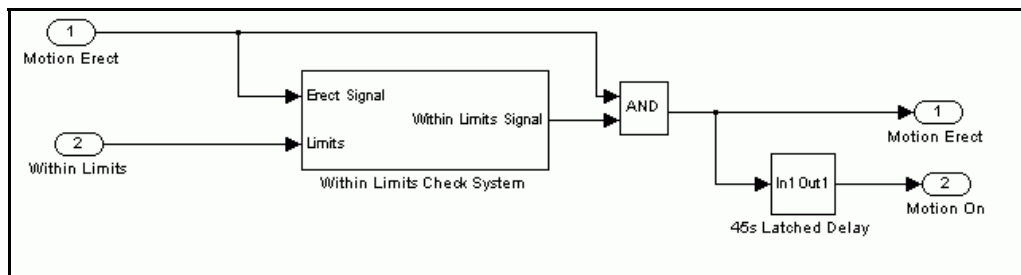 1
Motion Erect
Erect Signal
AND
Within Limits Signal
1
2
Limits
Motion Erect
Within Limits
Within Limits Check System
In1 Out1
2
Motion On
45s Latched Delay